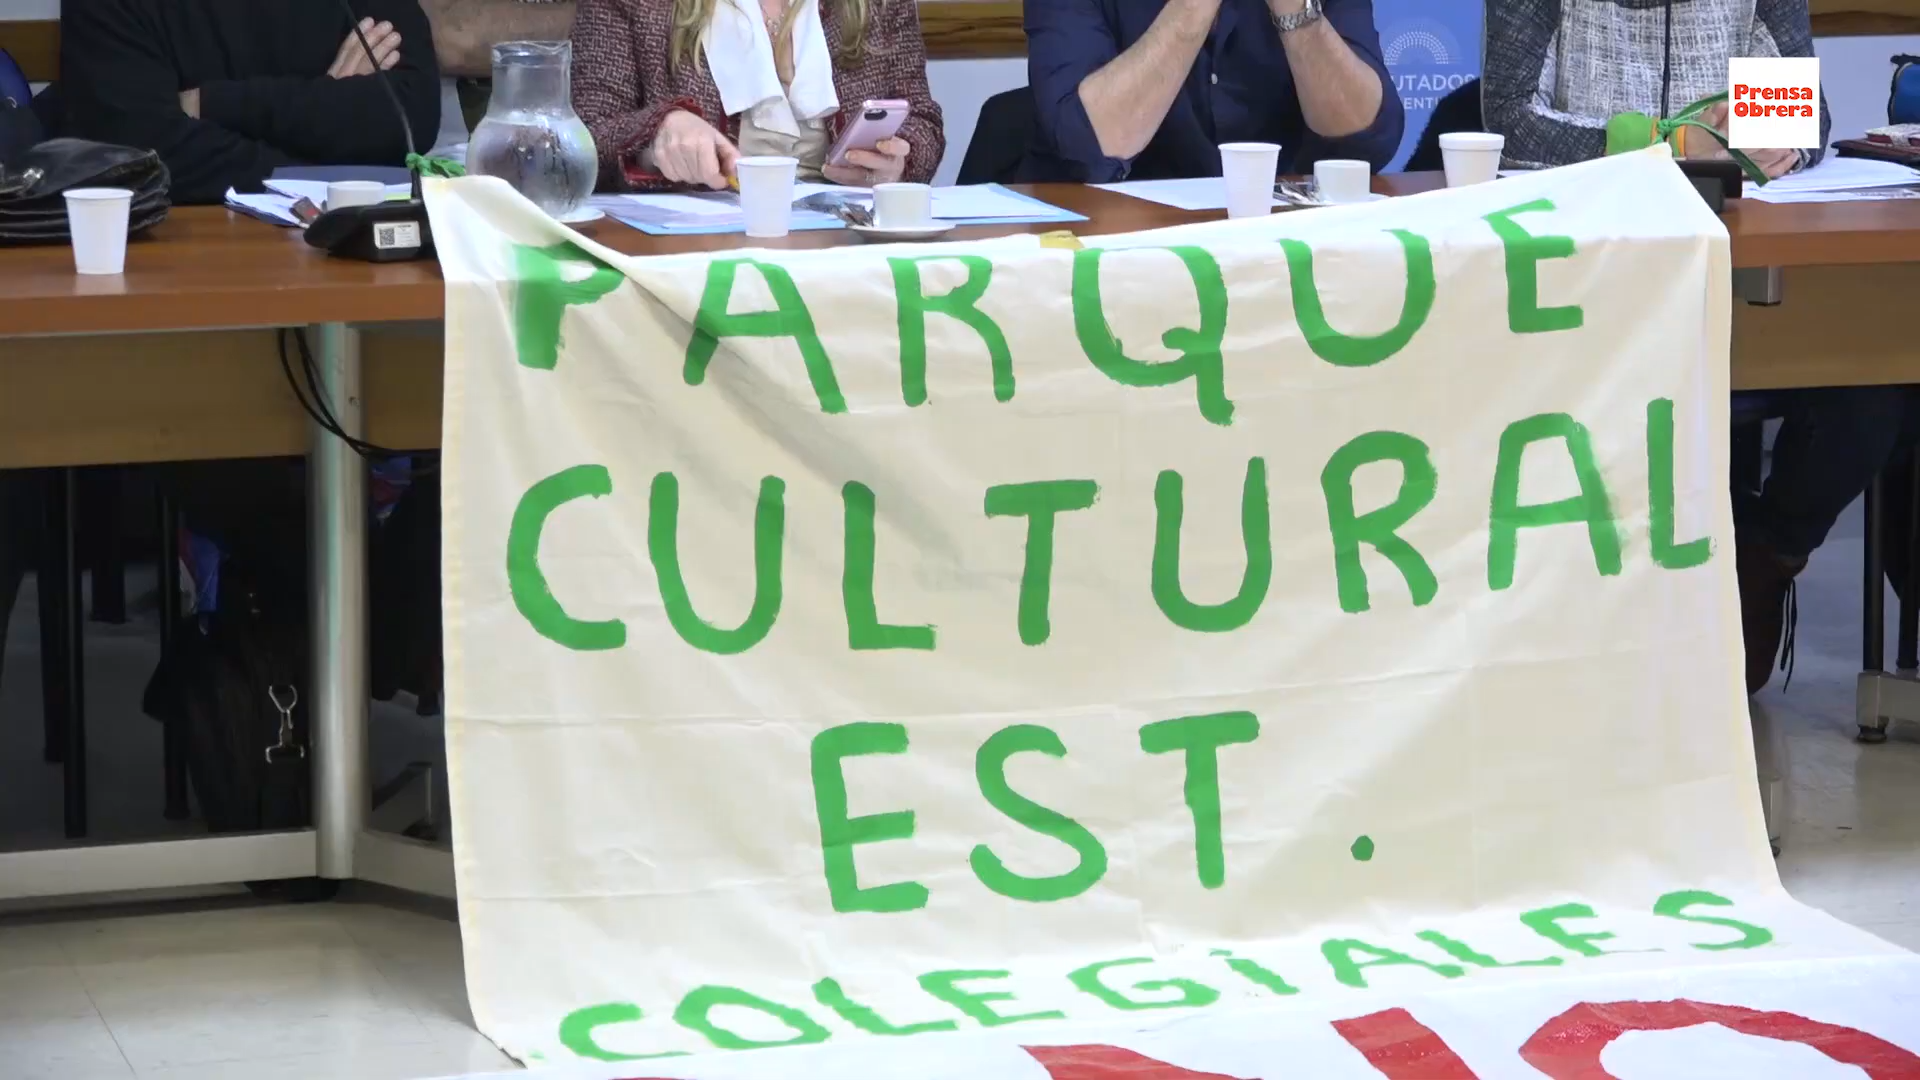 Prensa
Obrera
PARQUE
CULTURAL
EST.
COLEGiALES